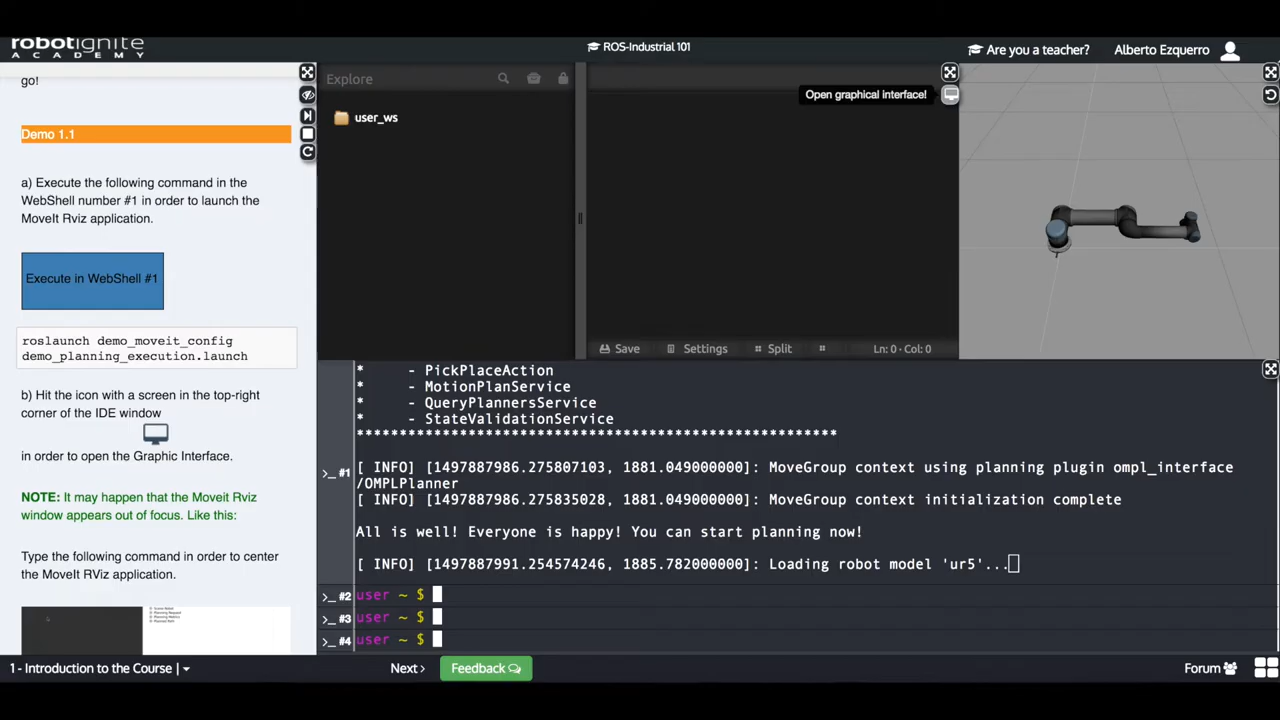 robotignite
ACADEMY
ROS-Industrial 101
Are you a teacher?
Alberto Ezquerro
go!
Demo 1.1
a) Execute the following command in the
WebShell number #1 in order to launch the
MoveIt Rviz application.
Execute in WebShell #1
roslaunch demo_moveit_config
demo_planning_execution.launch
b) Hit the icon with a screen in the top-right
corner of the IDE window
in order to open the Graphic Interface.
NOTE: It may happen that the Moveit Rviz
window appears out of focus. Like this:
Type the following command in order to center
the MoveIt RViz application.
Explore
user_ws
Open graphical interface!
Save
Settings
Split
Ln: 0 · Col: 0
*     - PickPlaceAction
*     - MotionPlanService
*     - QueryPlannersService
*     - StateValidationService
********************************************************
>_ #1
[ INFO] [1497887986.275807103, 1881.049000000]: MoveGroup context using planning plugin ompl_interface
/OMPLPlanner
[ INFO] [1497887986.275835028, 1881.049000000]: MoveGroup context initialization complete
All is well! Everyone is happy! You can start planning now!
[ INFO] [1497887991.254574246, 1885.782000000]: Loading robot model 'ur5'...
>_ #2 user ~ $
>_ #3 user ~ $
>_ #4 user ~ $
1 - Introduction to the Course |
Next >
Feedback
Forum